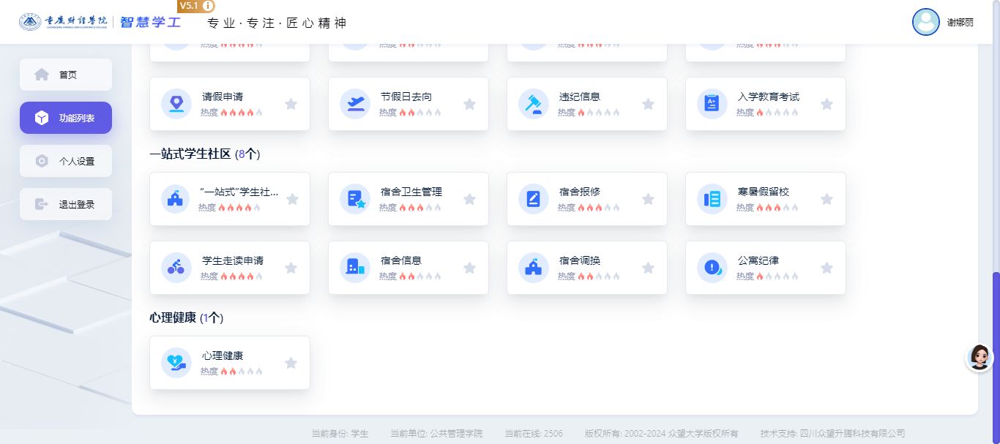 V5.1
重庆财经学院 智慧学工
专业·专注·匠心精神
谢娜丽
首页
功能列表
个人设置
退出登录
热度 热度 热度 热度
请假申请 节假日去向 违纪信息 入学教育考试
热度 热度 热度 热度
一站式学生社区 (8个)
“一站式”学生社... 宿舍卫生管理 宿舍报修 寒暑假留校
热度 热度 热度 热度
学生走读申请 宿舍信息 宿舍调换 公寓纪律
热度 热度 热度 热度
心理健康 (1个)
心理健康
热度
当前身份: 学生 当前单位: 公共管理学院 当前在线: 2506 版权所有: 2002-2024 众望大学版权所有 技术支持: 四川众望升腾科技有限公司